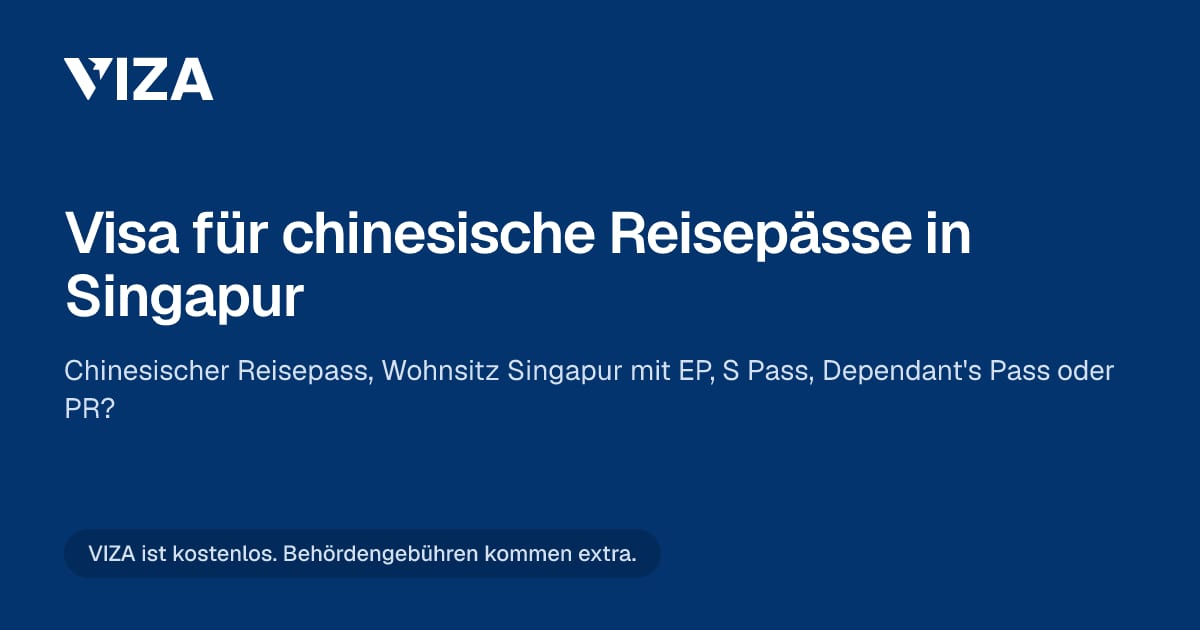 VIZA
Visa für chinesische Reisepässe in
Singapur
Chinesischer Reisepass, Wohnsitz Singapur mit EP, S Pass, Dependant's Pass oder
PR?
VIZA ist kostenlos. Behördengebühren kommen extra.